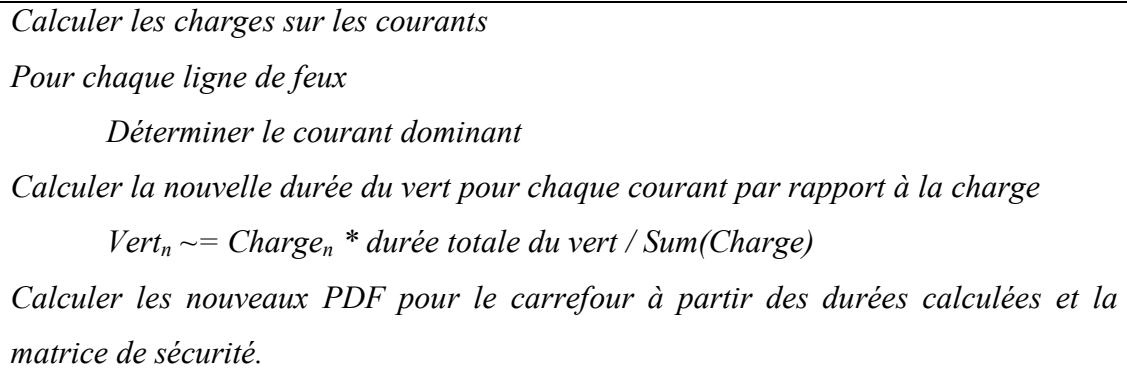 Calculer les charges sur les courants
Pour chaque ligne de feux
Déterminer le courant dominant
Calculer la nouvelle durée du vert pour chaque courant par rapport à la charge
Vertn ~= Chargen * durée totale du vert / Sum(Charge)
Calculer les nouveaux PDF pour le carrefour à partir des durées calculées et la
matrice de sécurité.